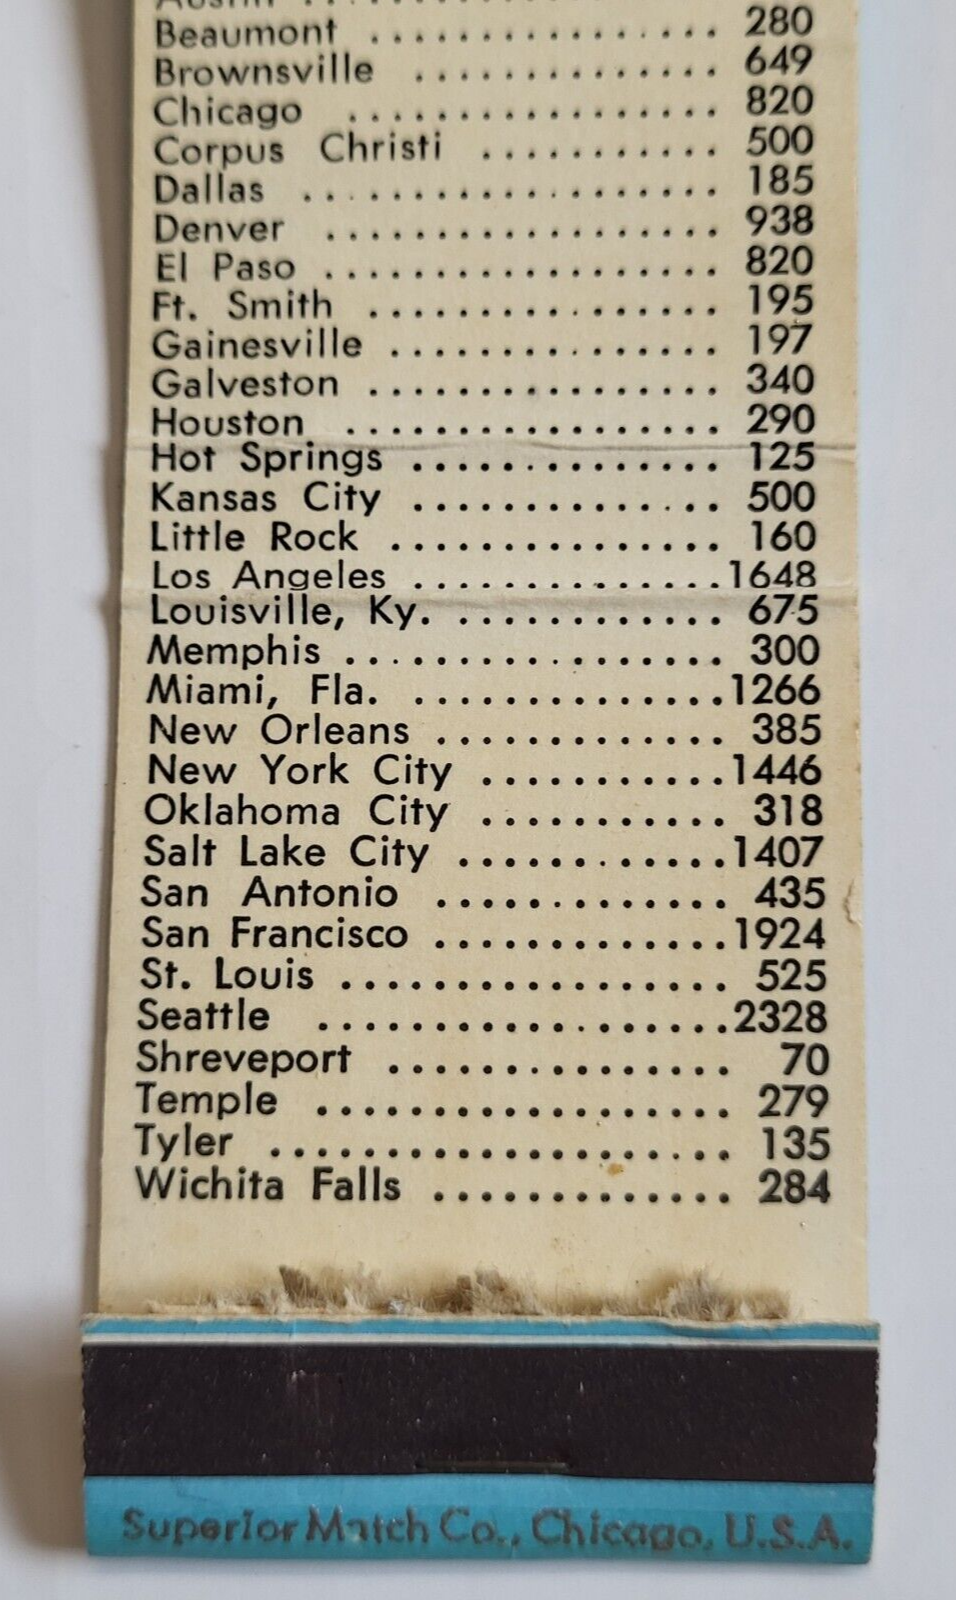 Austin
Beaumont ................ 280
Brownsville .............. 649
Chicago ................. 820
Corpus Christi ........... 500
Dallas ................... 185
Denver .................. 938
El Paso .................. 820
Ft. Smith ................ 195
Gainesville ............... 197
Galveston ................ 340
Houston ................. 290
Hot Springs .............. 125
Kansas City .............. 500
Little Rock ............... 160
Los Angeles ..............1648
Louisville, Ky. ............ 675
Memphis ................. 300
Miami, Fla. ..............1266
New Orleans ............. 385
New York City ...........1446
Oklahoma City ........... 318
Salt Lake City ............1407
San Antonio ............. 435
San Francisco .............1924
St. Louis ................. 525
Seattle ..................2328
Shreveport ............... 70
Temple .................. 279
Tyler .................... 135
Wichita Falls ............. 284
Superior Match Co., Chicago, U.S.A.